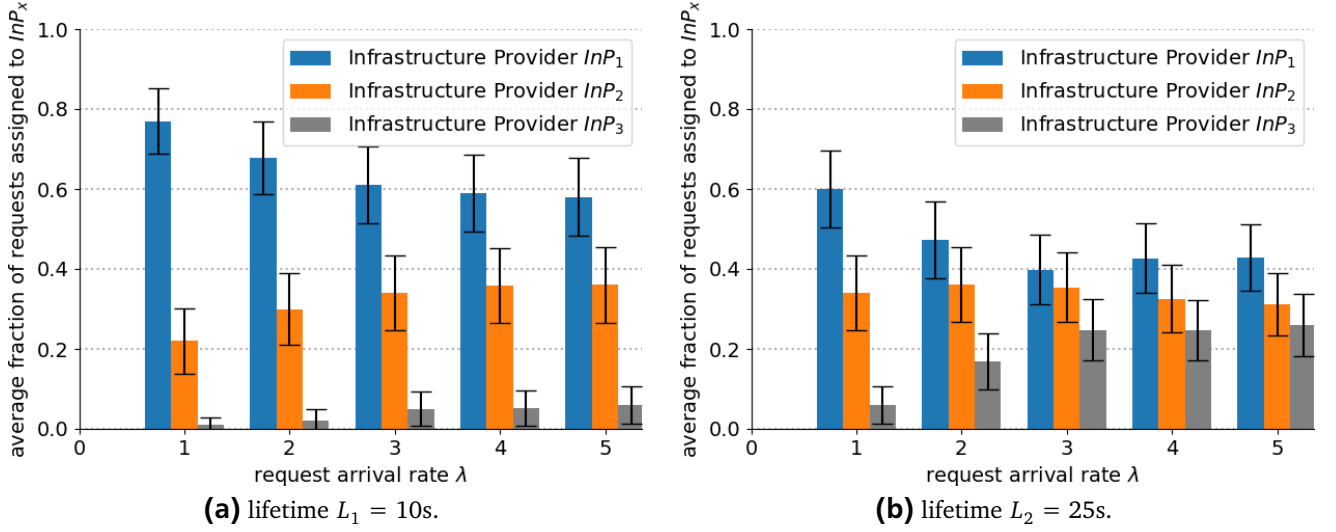 average fraction of requests assigned to InPₓ
1.0
0.8
0.6
0.4
0.2
0.0
Infrastructure Provider InP₁
Infrastructure Provider InP₂
Infrastructure Provider InP₃
0 1 2 3 4 5
request arrival rate λ
(a) lifetime L₁ = 10s.
average fraction of requests assigned to InPₓ
1.0
0.8
0.6
0.4
0.2
0.0
Infrastructure Provider InP₁
Infrastructure Provider InP₂
Infrastructure Provider InP₃
0 1 2 3 4 5
request arrival rate λ
(b) lifetime L₂ = 25s.